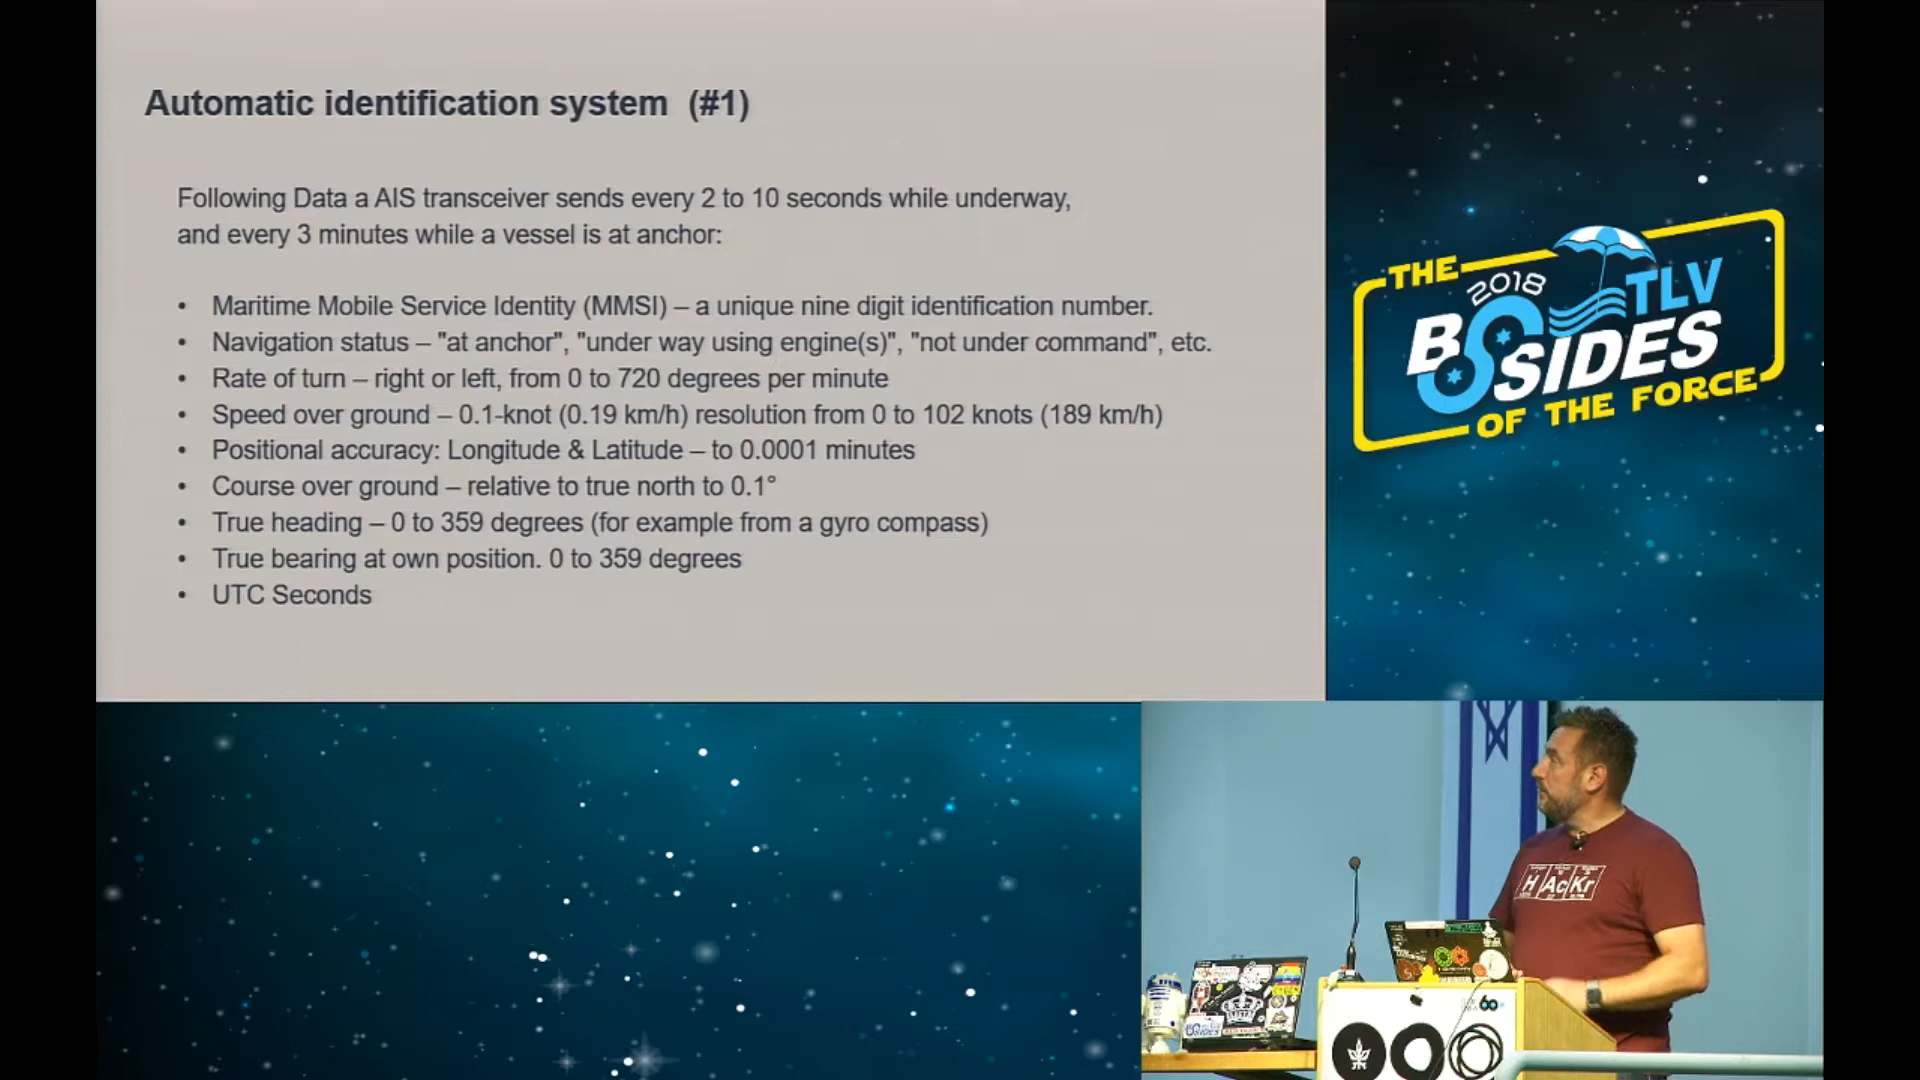 Automatic identification system (#1)
Following Data a AIS transceiver sends every 2 to 10 seconds while underway,
and every 3 minutes while a vessel is at anchor:
• Maritime Mobile Service Identity (MMSI) – a unique nine digit identification number.
• Navigation status – "at anchor", "under way using engine(s)", "not under command", etc.
• Rate of turn – right or left, from 0 to 720 degrees per minute
• Speed over ground – 0.1-knot (0.19 km/h) resolution from 0 to 102 knots (189 km/h)
• Positional accuracy: Longitude & Latitude – to 0.0001 minutes
• Course over ground – relative to true north to 0.1°
• True heading – 0 to 359 degrees (for example from a gyro compass)
• True bearing at own position. 0 to 359 degrees
• UTC Seconds
THE
2018
TLV
BSIDES
OF THE FORCE
H Ac Kr
60